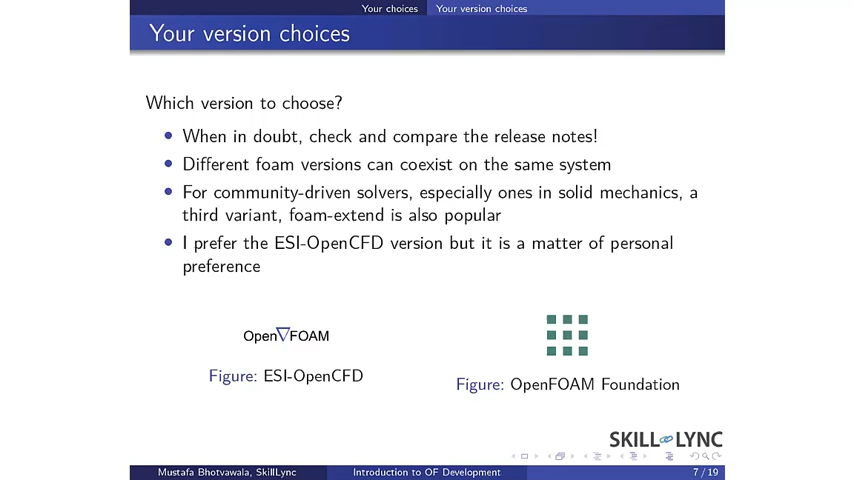 Your choices Your version choices
Your version choices
Which version to choose?
When in doubt, check and compare the release notes!
Different foam versions can coexist on the same system
For community-driven solvers, especially ones in solid mechanics, a
third variant, foam-extend is also popular
I prefer the ESI-OpenCFD version but it is a matter of personal
preference
Open∇FOAM
Figure: ESI-OpenCFD
Figure: OpenFOAM Foundation
SKILL LYNC
Mustafa Bhotvawala, SkillLync Introduction to OF Development 7 / 19